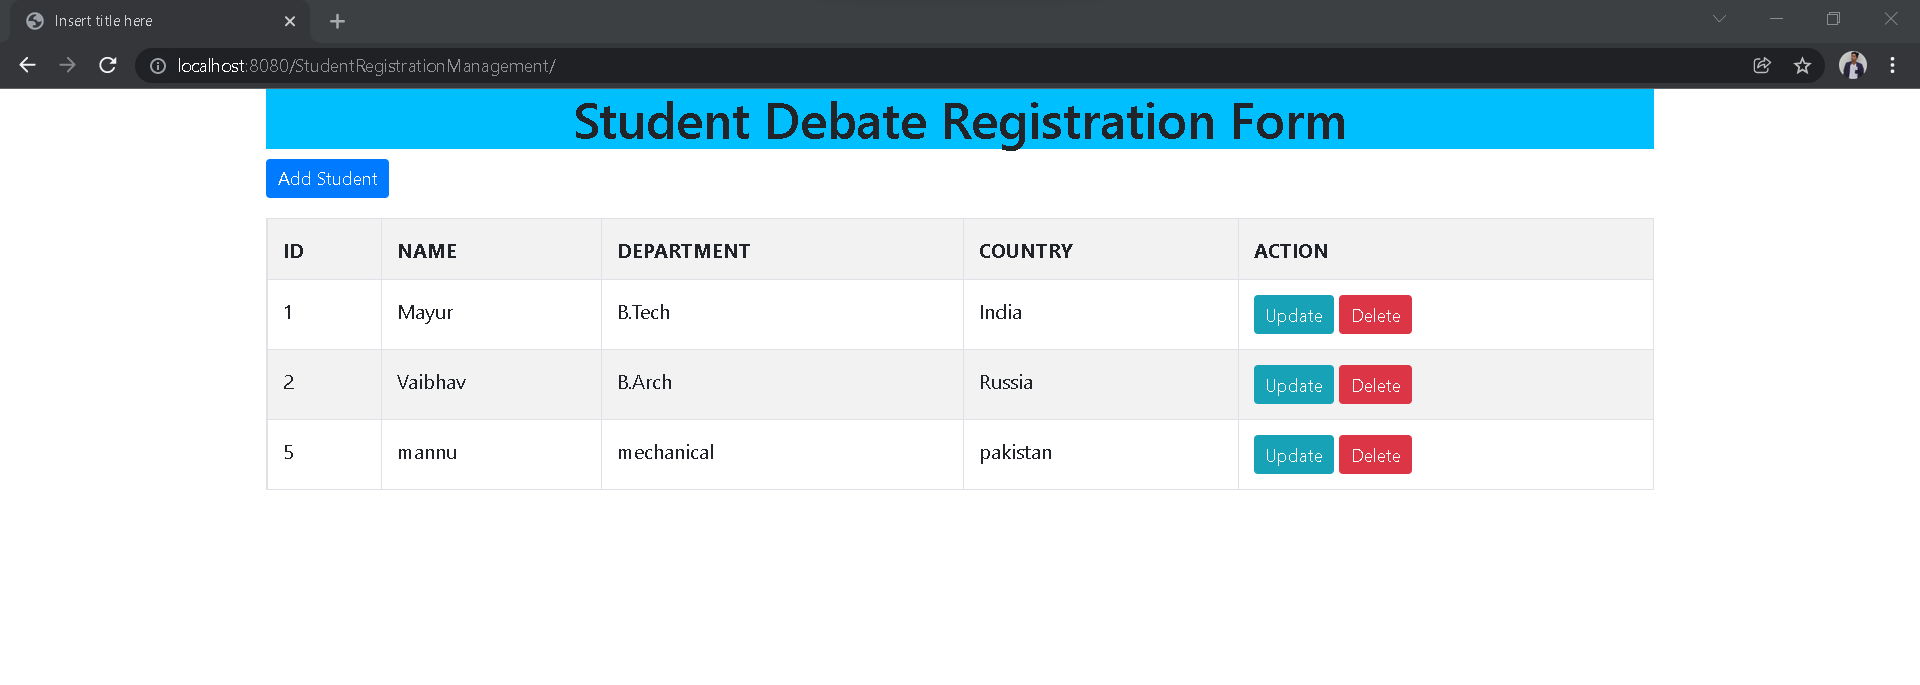 Insert title here
localhost:8080/StudentRegistrationManagement/
Student Debate Registration Form
Add Student
ID NAME DEPARTMENT COUNTRY ACTION
1 Mayur B.Tech India Update Delete
2 Vaibhav B.Arch Russia Update Delete
5 mannu mechanical pakistan Update Delete